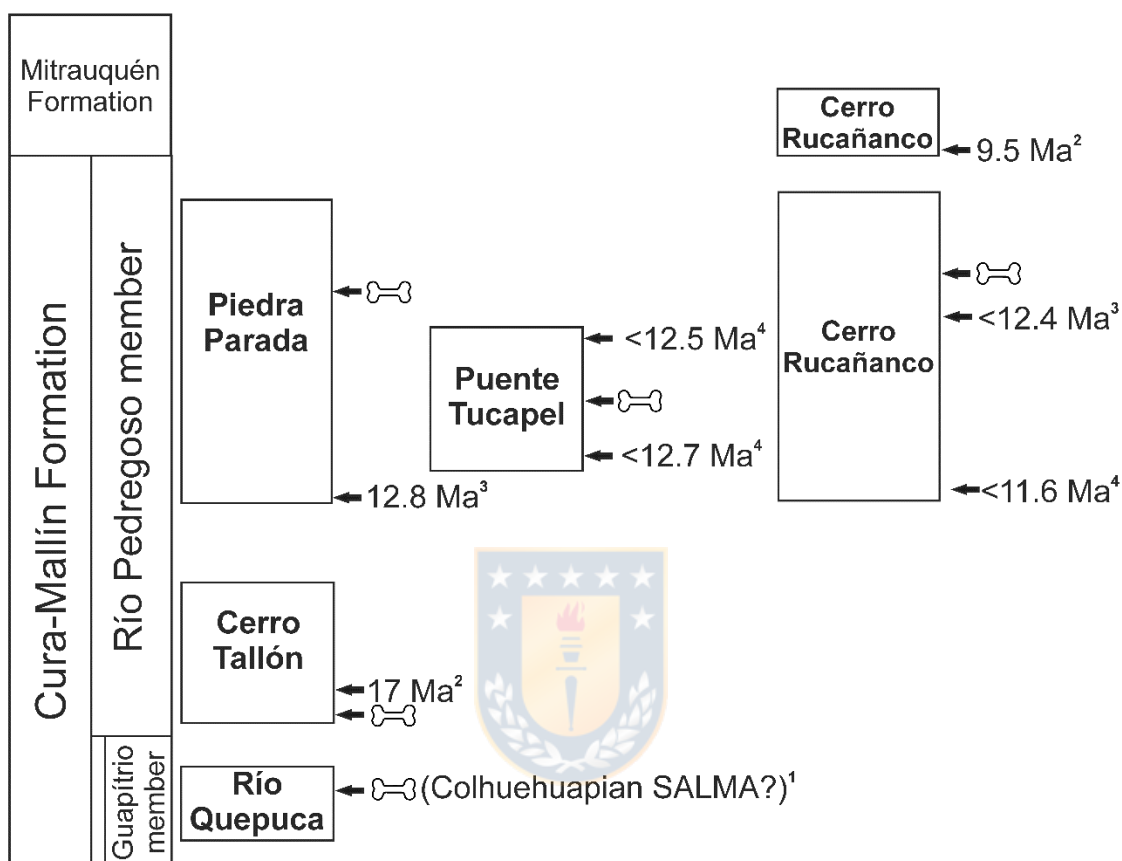 Mitrauquén
Formation
Cura-Mallín Formation
Río Pedregoso member
Guapítrio
member
Piedra
Parada
12.8 Ma³
Cerro
Tallón
17 Ma²
Río
Quepuca
(Colhuehuapian SALMA?)¹
Puente
Tucapel
<12.5 Ma⁴
<12.7 Ma⁴
Cerro
Rucañanco
9.5 Ma²
Cerro
Rucañanco
<12.4 Ma³
<11.6 Ma⁴